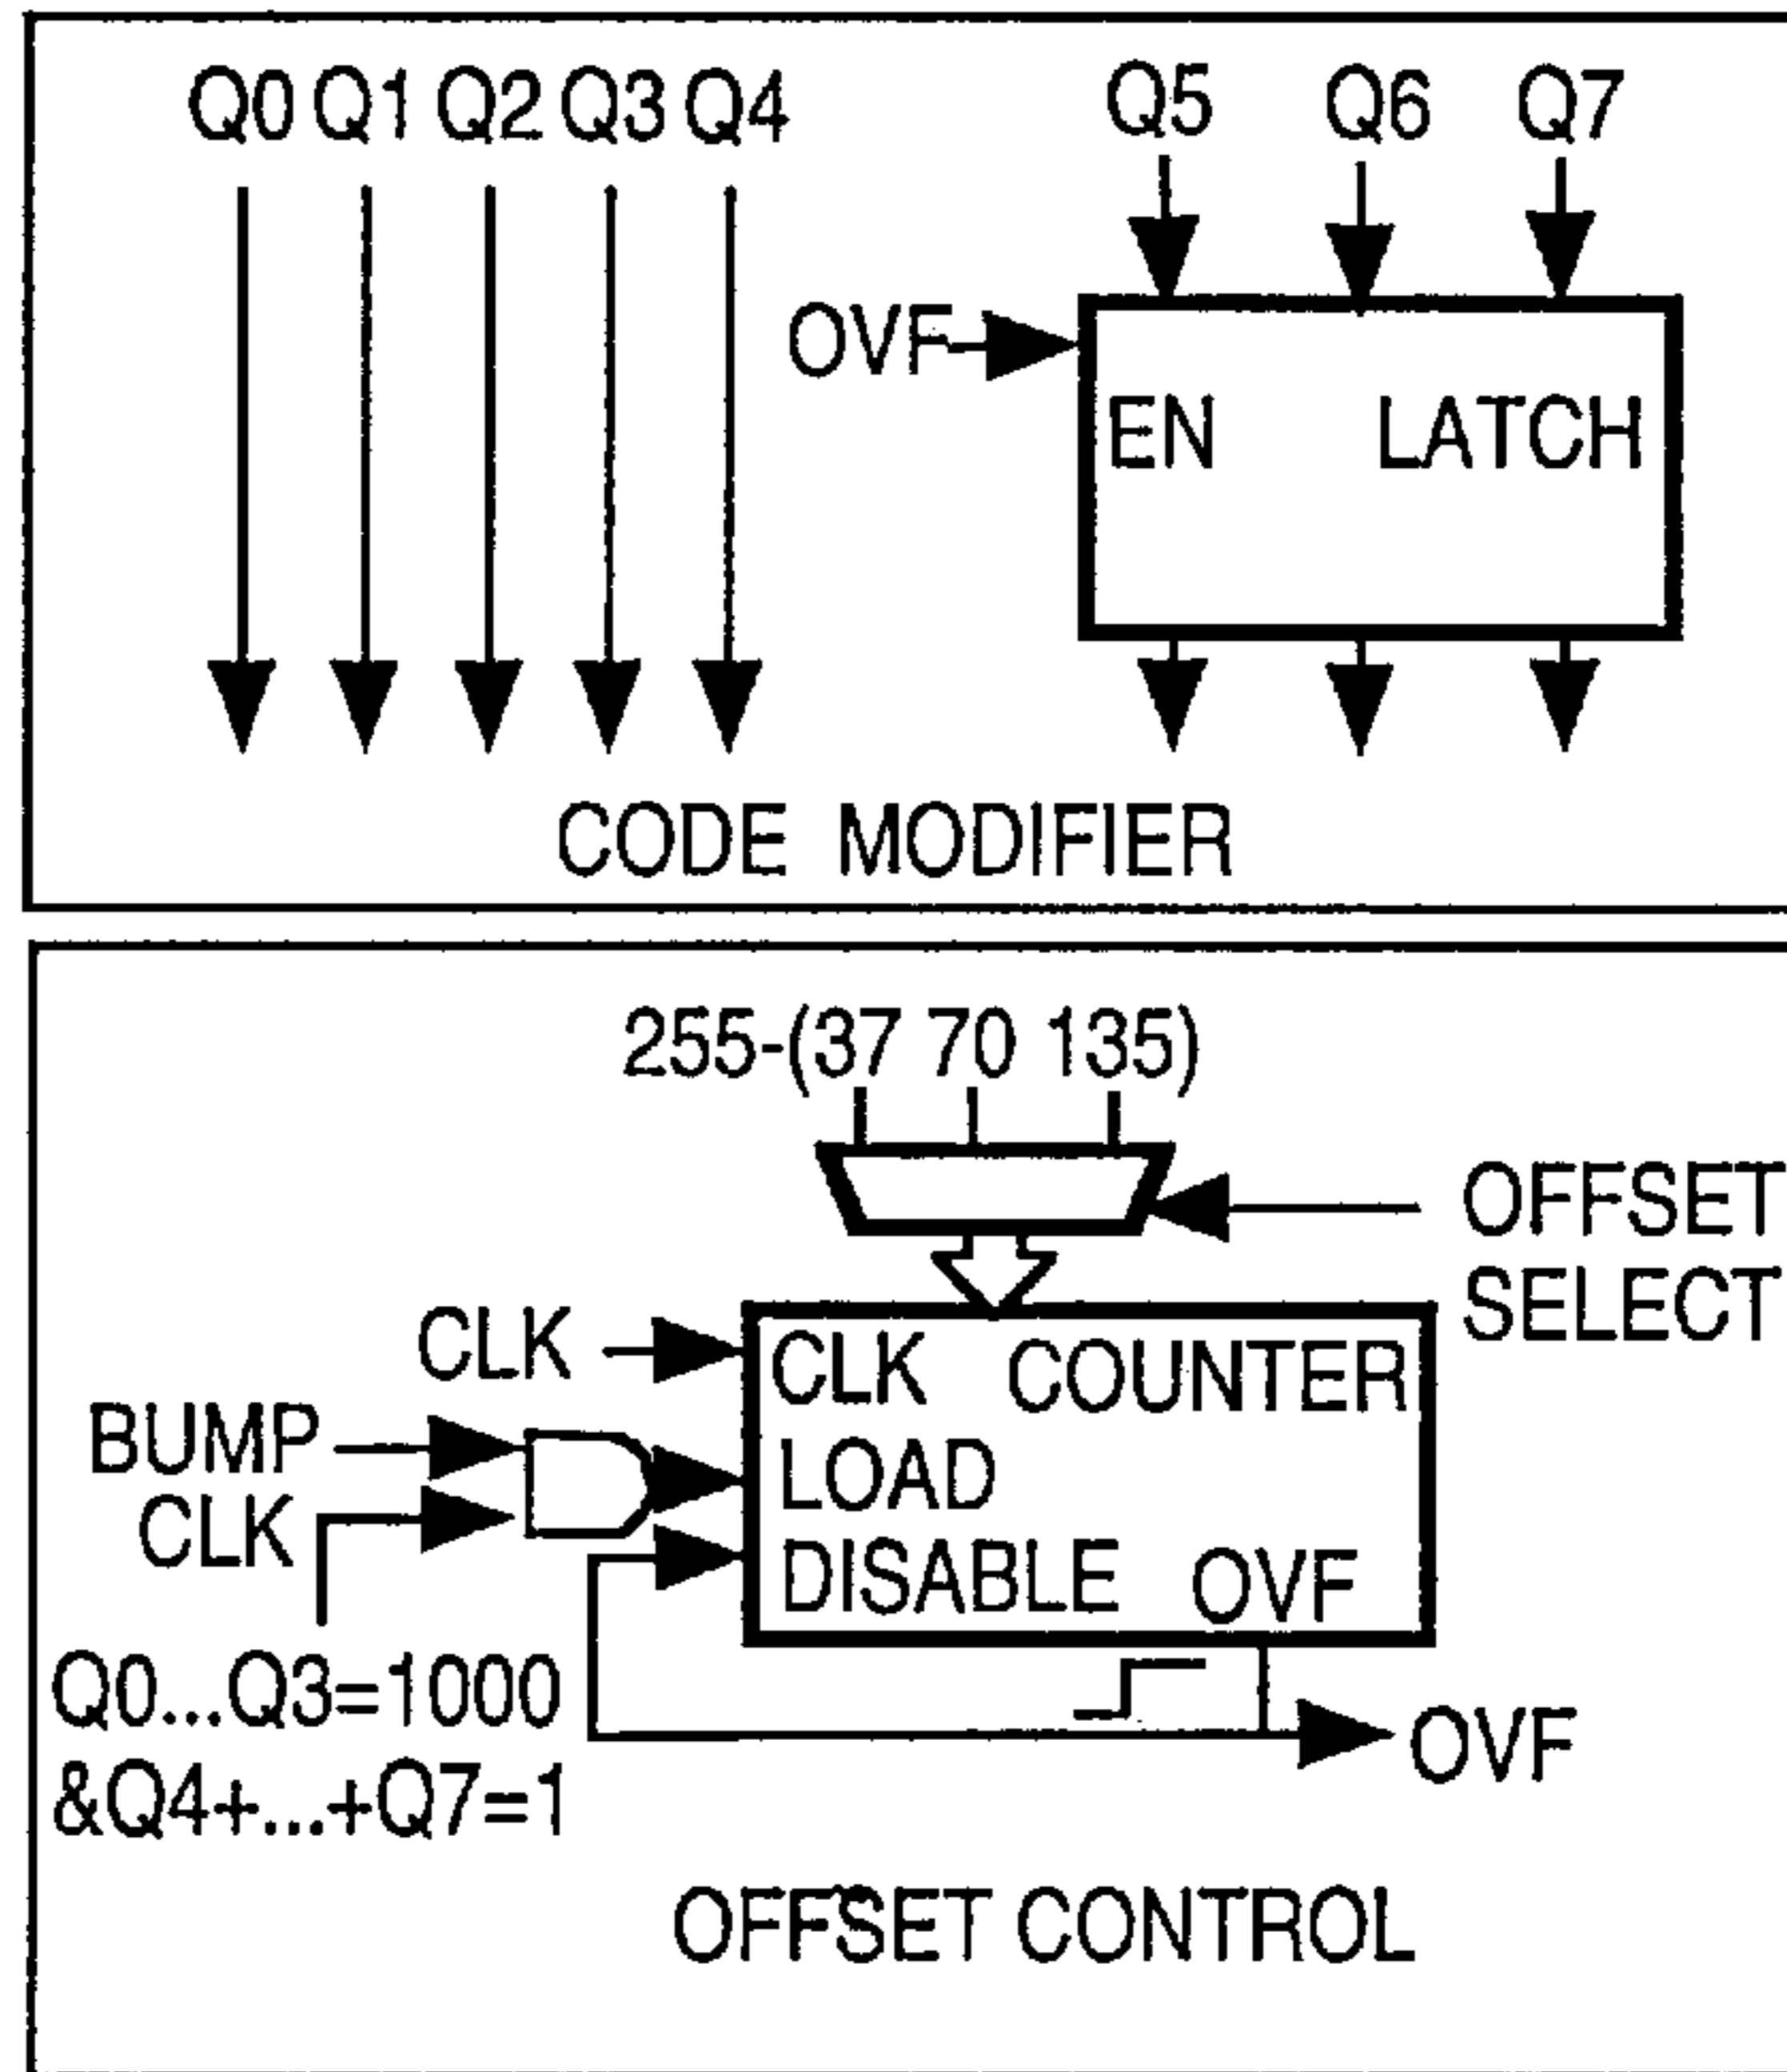 Q0 Q1 Q2 Q3 Q4 Q5 Q6 Q7
OVF
EN LATCH
CODE MODIFIER
255-(37 70 135)
OFFSET
SELECT
CLK
CLK COUNTER
BUMP
LOAD
CLK
DISABLE OVF
Q0...Q3=1000
&Q4+...+Q7=1
OVF
OFFSET CONTROL